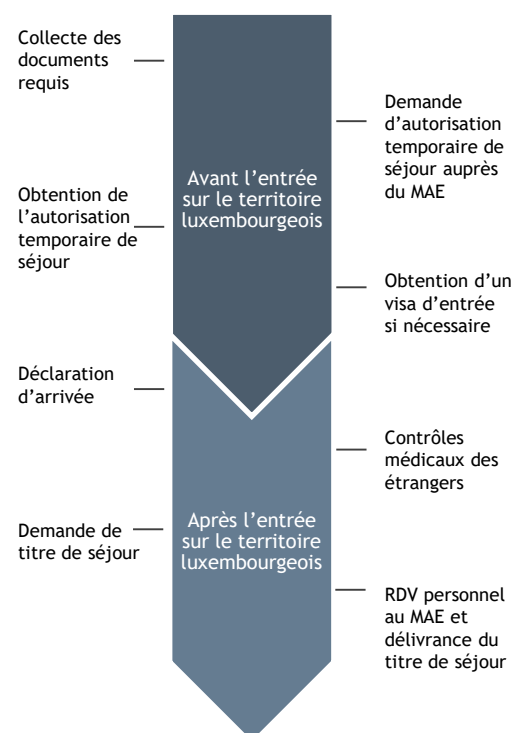 Collecte des
documents
requis
Demande
d’autorisation
temporaire de
séjour auprès
du MAE
Avant l’entrée
sur le territoire
luxembourgeois
Obtention de
l’autorisation
temporaire de
séjour
Obtention d’un
visa d’entrée
si nécessaire
Déclaration
d’arrivée
Contrôles
médicaux des
étrangers
Après l’entrée
sur le territoire
luxembourgeois
Demande de
titre de séjour
RDV personnel
au MAE et
délivrance du
titre de séjour